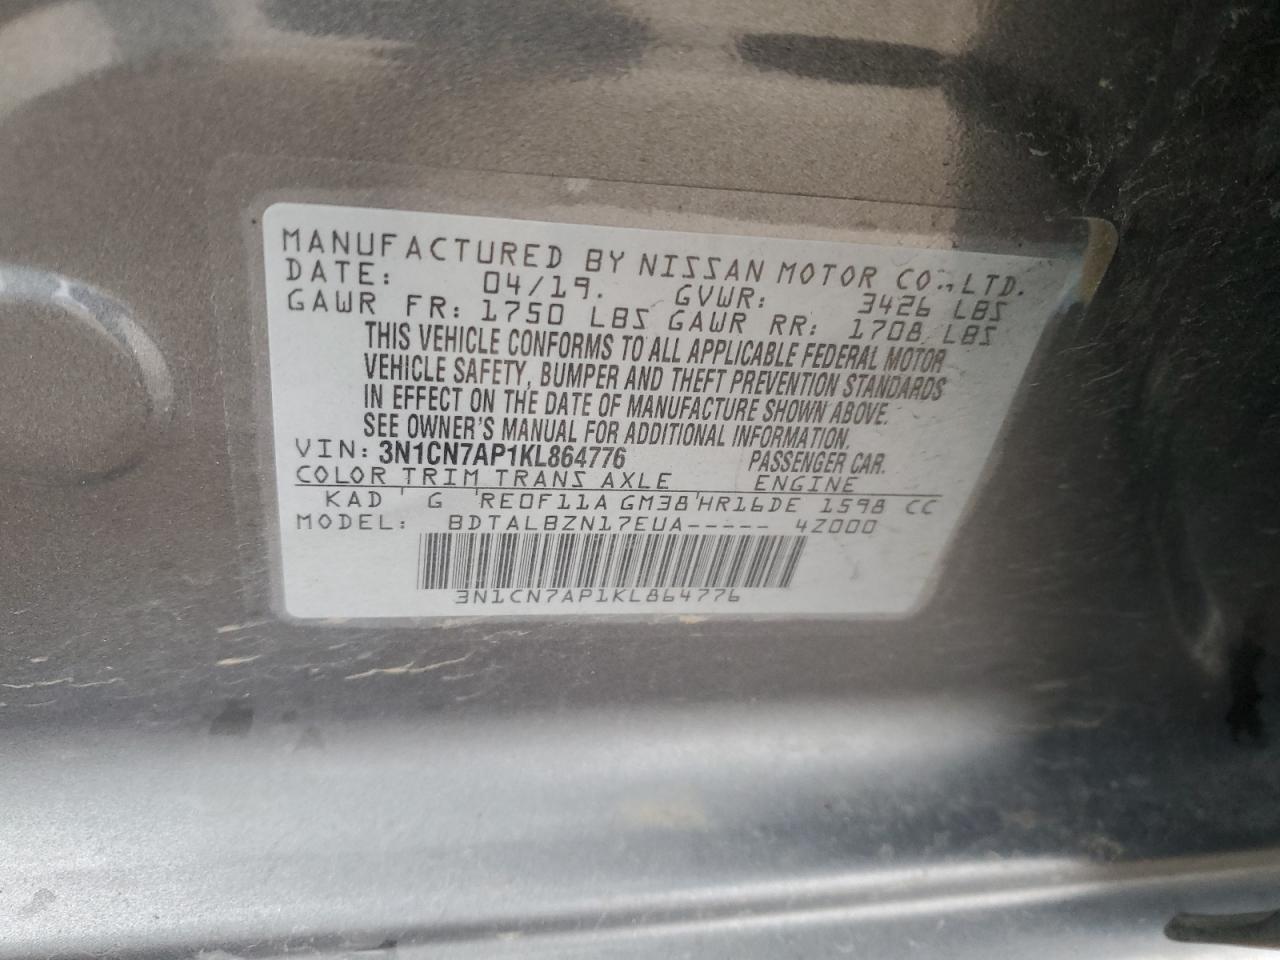 MANUFACTURED BY NISSAN MOTOR CO., LTD.
DATE: 04/19. GVWR: 3426 LBS
GAWR FR: 1750 LBS GAWR RR: 1708 LBS
THIS VEHICLE CONFORMS TO ALL APPLICABLE FEDERAL MOTOR
VEHICLE SAFETY, BUMPER AND THEFT PREVENTION STANDARDS
IN EFFECT ON THE DATE OF MANUFACTURE SHOWN ABOVE.
SEE OWNER'S MANUAL FOR ADDITIONAL INFORMATION.
VIN: 3N1CN7AP1KL864776 PASSENGER CAR.
COLOR TRIM TRANS AXLE ENGINE
KAD G RE0F11A GM38 HR16DE 1598 CC
MODEL: BDTALBZN17EUA----- 4Z000
3N1CN7AP1KL864776